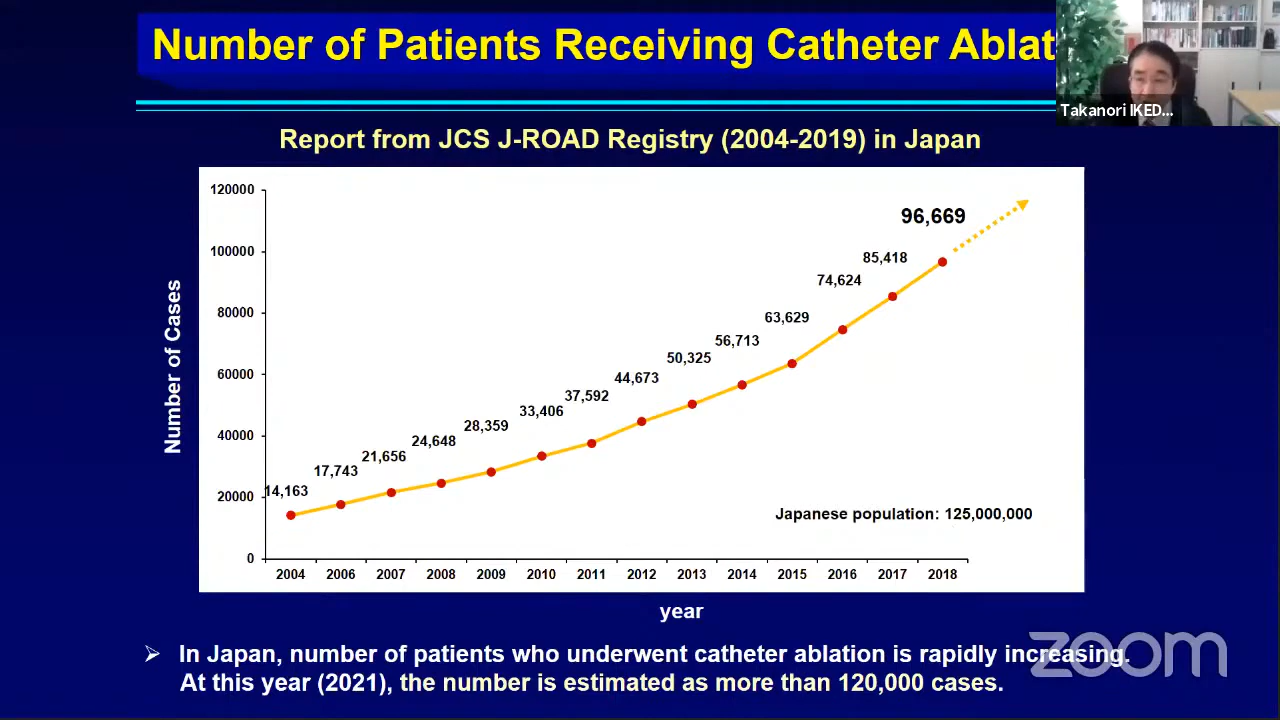 Number of Patients Receiving Catheter Ablat
Takanori IKED...
Report from JCS J-ROAD Registry (2004-2019) in Japan
Number of Cases
120000
100000
80000
60000
40000
20000
0
14,163
17,743
21,656
24,648
28,359
33,406
37,592
44,673
50,325
56,713
63,629
74,624
85,418
96,669
Japanese population: 125,000,000
2004 2006 2007 2008 2009 2010 2011 2012 2013 2014 2015 2016 2017 2018
year
➢ In Japan, number of patients who underwent catheter ablation is rapidly increasing.
At this year (2021), the number is estimated as more than 120,000 cases.
zoom